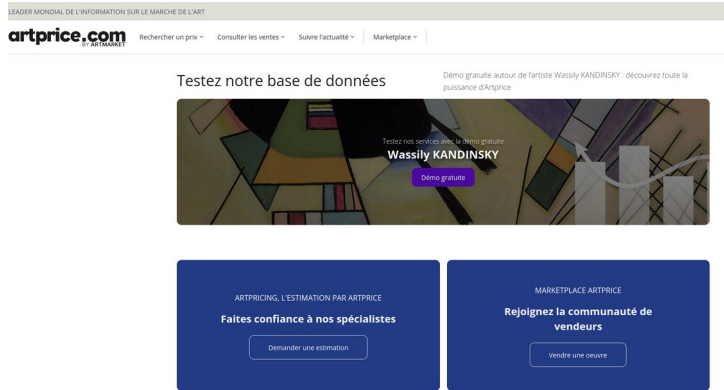 LEADER MONDIAL DE L'INFORMATION SUR LE MARCHE DE L'ART
artprice.com
BY ARTMARKET
Rechercher un prix Consulter les ventes Suivre l'actualité Marketplace
Testez notre base de données
Démo gratuite autour de l'artiste Wassily KANDINSKY : découvrez toute la
puissance d'Artprice
Testez nos services avec la démo gratuite
Wassily KANDINSKY
Démo gratuite
ARTPRICING, L'ESTIMATION PAR ARTPRICE
Faites confiance à nos spécialistes
Demander une estimation
MARKETPLACE ARTPRICE
Rejoignez la communauté de
vendeurs
Vendre une oeuvre